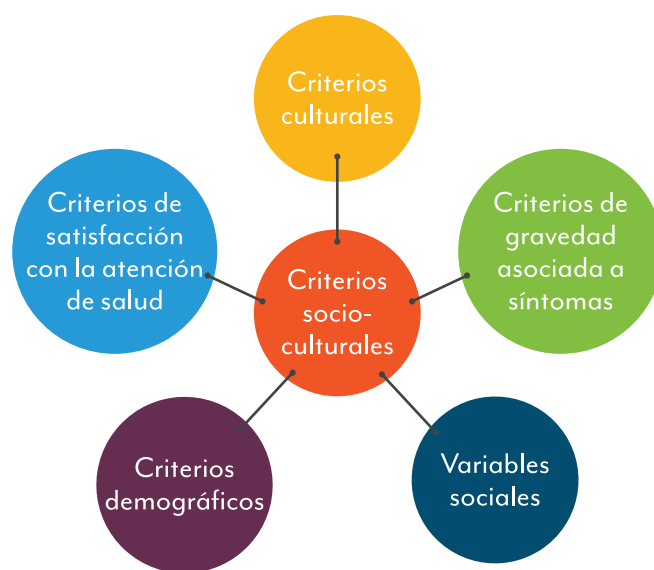 Criterios
culturales
Criterios de
satisfacción
con la atención
de salud
Criterios de
gravedad
asociada a
síntomas
Criterios
socio-
culturales
Criterios
demográficos
Variables
sociales